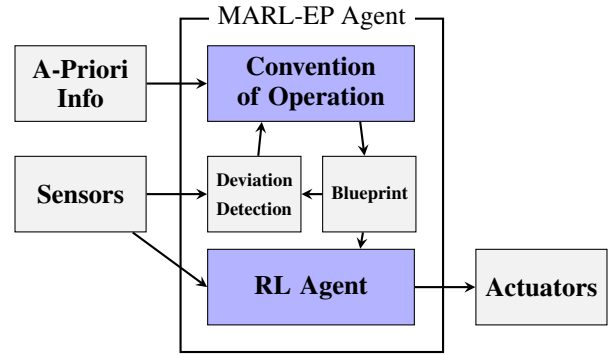 MARL-EP Agent
A-Priori
Info
Convention
of Operation
Sensors
Deviation
Detection
Blueprint
RL Agent
Actuators